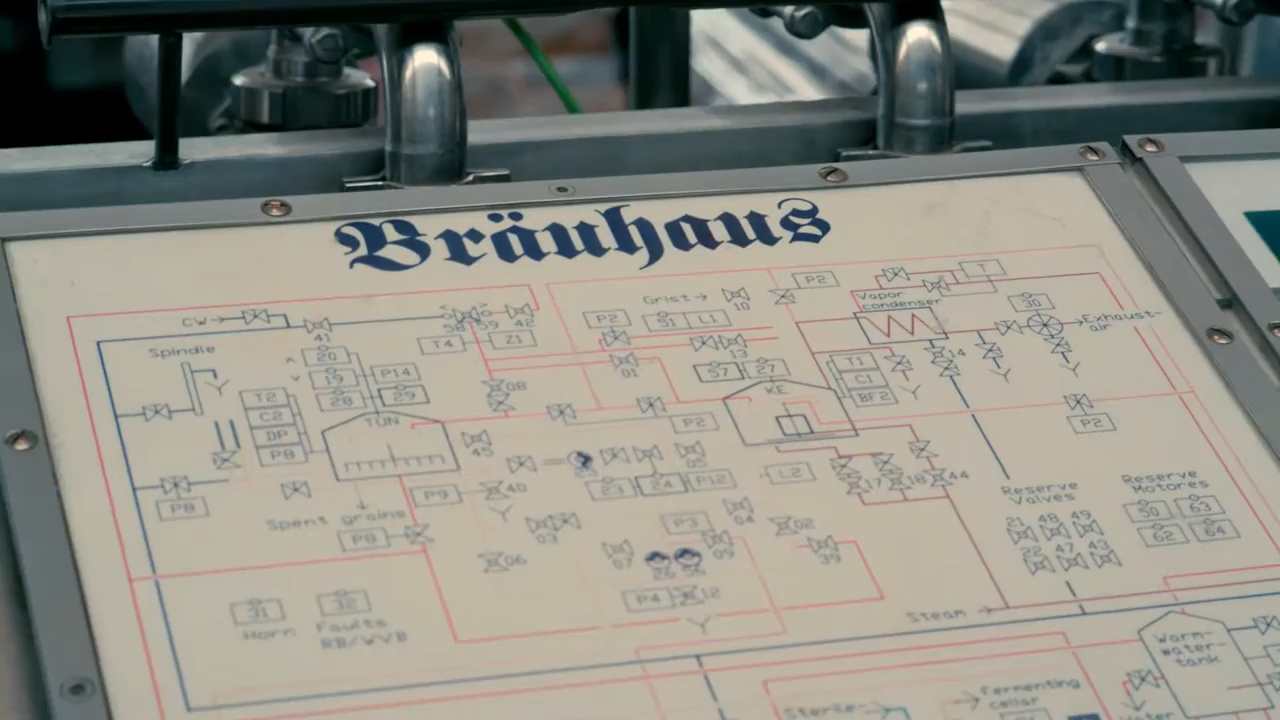 Bräuhaus
P2
T
Vapor
condenser
30
Grist→
10
CW→
P2
S1 L1
Exhaust-
air
42
59
41
T4
Z1
13
14
Spindle
20
01
57
27
T1
P14
19
C1
08
28
29
BF2
T2
KE
C2
TUN
P2
P2
DP
45
P8
L2
P12
23
24
17
18
44
P9
40
Reserve
Valves
Reserve
Motores
P8
04
50
63
Spent grains
P3
02
21
48
49
62
64
P8
03
39
47
43
06
07
P4
12
31
32
Horn
Faults
RB/WVB
Steam
Warm-
water-
tank
Fermenting
cellar
Sterile-